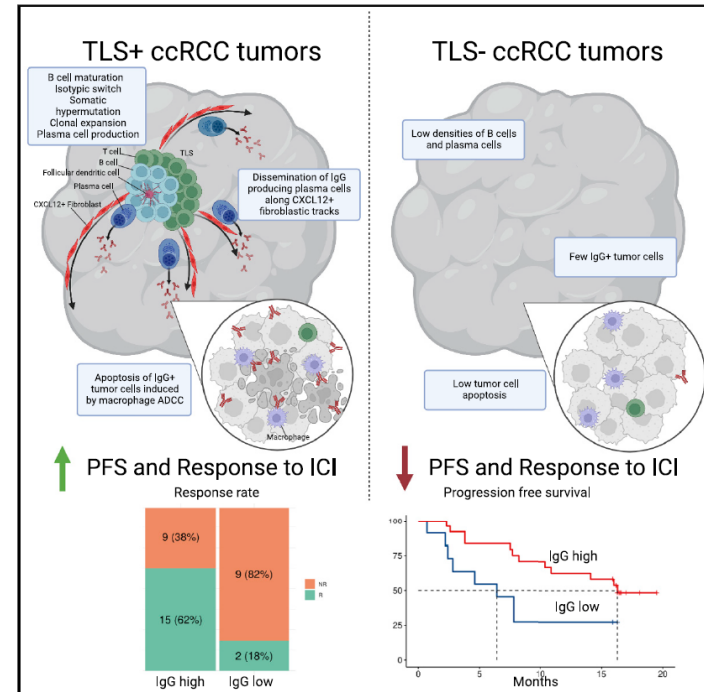 TLS+ ccRCC tumors
B cell maturation
Isotypic switch
Somatic
hypermutation
Clonal expansion
Plasma cell production
T cell
TLS
B cell
Follicular dendritic cell
Plasma cell
CXCL12+ Fibroblast
Dissemination of IgG
producing plasma cells
along CXCL12+
fibroblastic tracks
Apoptosis of IgG+
tumor cells induced
by macrophage ADCC
Macrophage
PFS and Response to ICI
Response rate
9 (38%)
15 (62%)
9 (82%)
2 (18%)
NR
R
IgG high
IgG low
TLS- ccRCC tumors
Low densities of B cells
and plasma cells
Few IgG+ tumor cells
Low tumor cell
apoptosis
PFS and Response to ICI
Progression free survival
100
75
50
25
0
IgG high
IgG low
0
5
10
15
20
Months